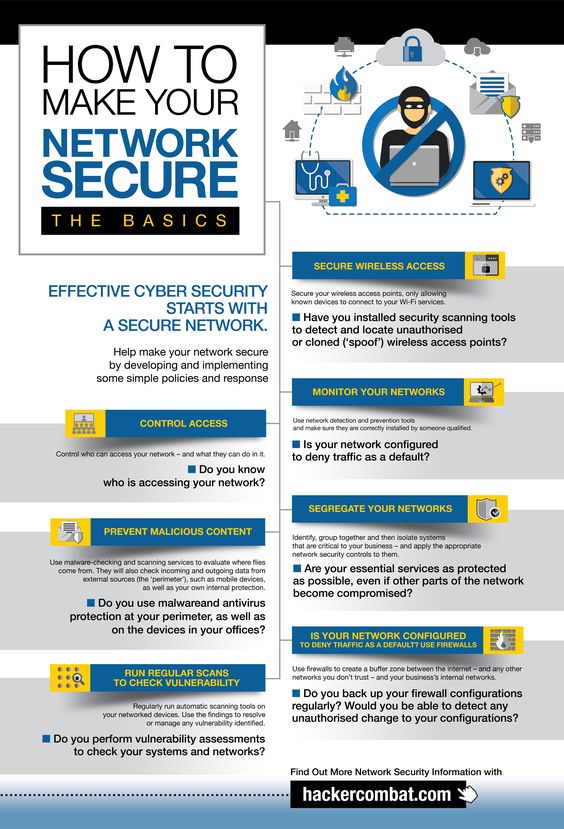 HOW TO
MAKE YOUR
NETWORK
SECURE
THE BASICS
EFFECTIVE CYBER SECURITY
STARTS WITH
A SECURE NETWORK.
Help make your network secure
by developing and implementing
some simple policies and response
CONTROL ACCESS
Control who can access your network – and what they can do in it.
Do you know
who is accessing your network?
PREVENT MALICIOUS CONTENT
Use malware-checking and scanning services to evaluate where flies
come from. They will also check incoming and outgoing data from
external sources (the 'perimeter'), such as mobile devices,
as well as your own internal protection.
Do you use malwareand antivirus
protection at your perimeter, as well as
on the devices in your offices?
RUN REGULAR SCANS
TO CHECK VULNERABILITY
Regularly run automatic scanning tools on
your networked devices. Use the findings to resolve
or manage any vulnerability identified.
Do you perform vulnerability assessments
to check your systems and networks?
SECURE WIRELESS ACCESS
Secure your wireless access points, only allowing
known devices to connect to your Wi-Fi services.
Have you installed security scanning tools
to detect and locate unauthorised
or cloned ('spoof') wireless access points?
MONITOR YOUR NETWORKS
Use network detection and prevention tools
and make sure they are correctly installed by someone qualified.
Is your network configured
to deny traffic as a default?
SEGREGATE YOUR NETWORKS
Identify, group together and then isolate systems
that are critical to your business – and apply the appropriate
network security controls to them.
Are your essential services as protected
as possible, even if other parts of the network
become compromised?
IS YOUR NETWORK CONFIGURED
TO DENY TRAFFIC AS A DEFAULT? USE FIREWALLS
Use firewalls to create a buffer zone between the internet – and any other
networks you don't trust – and your business's internal networks.
Do you back up your firewall configurations
regularly? Would you be able to detect any
unauthorised change to your configurations?
Find Out More Network Security Information with
hackercombat.com